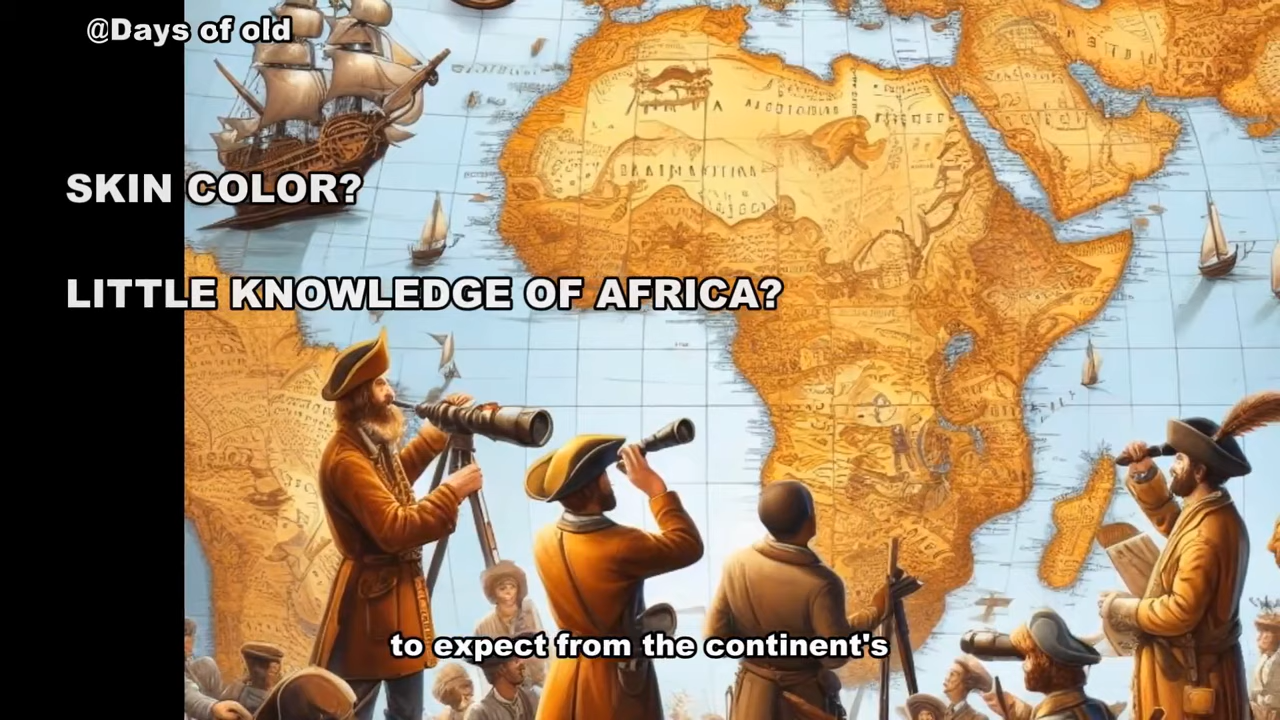 @Days of old
SKIN COLOR?
LITTLE KNOWLEDGE OF AFRICA?
to expect from the continent's